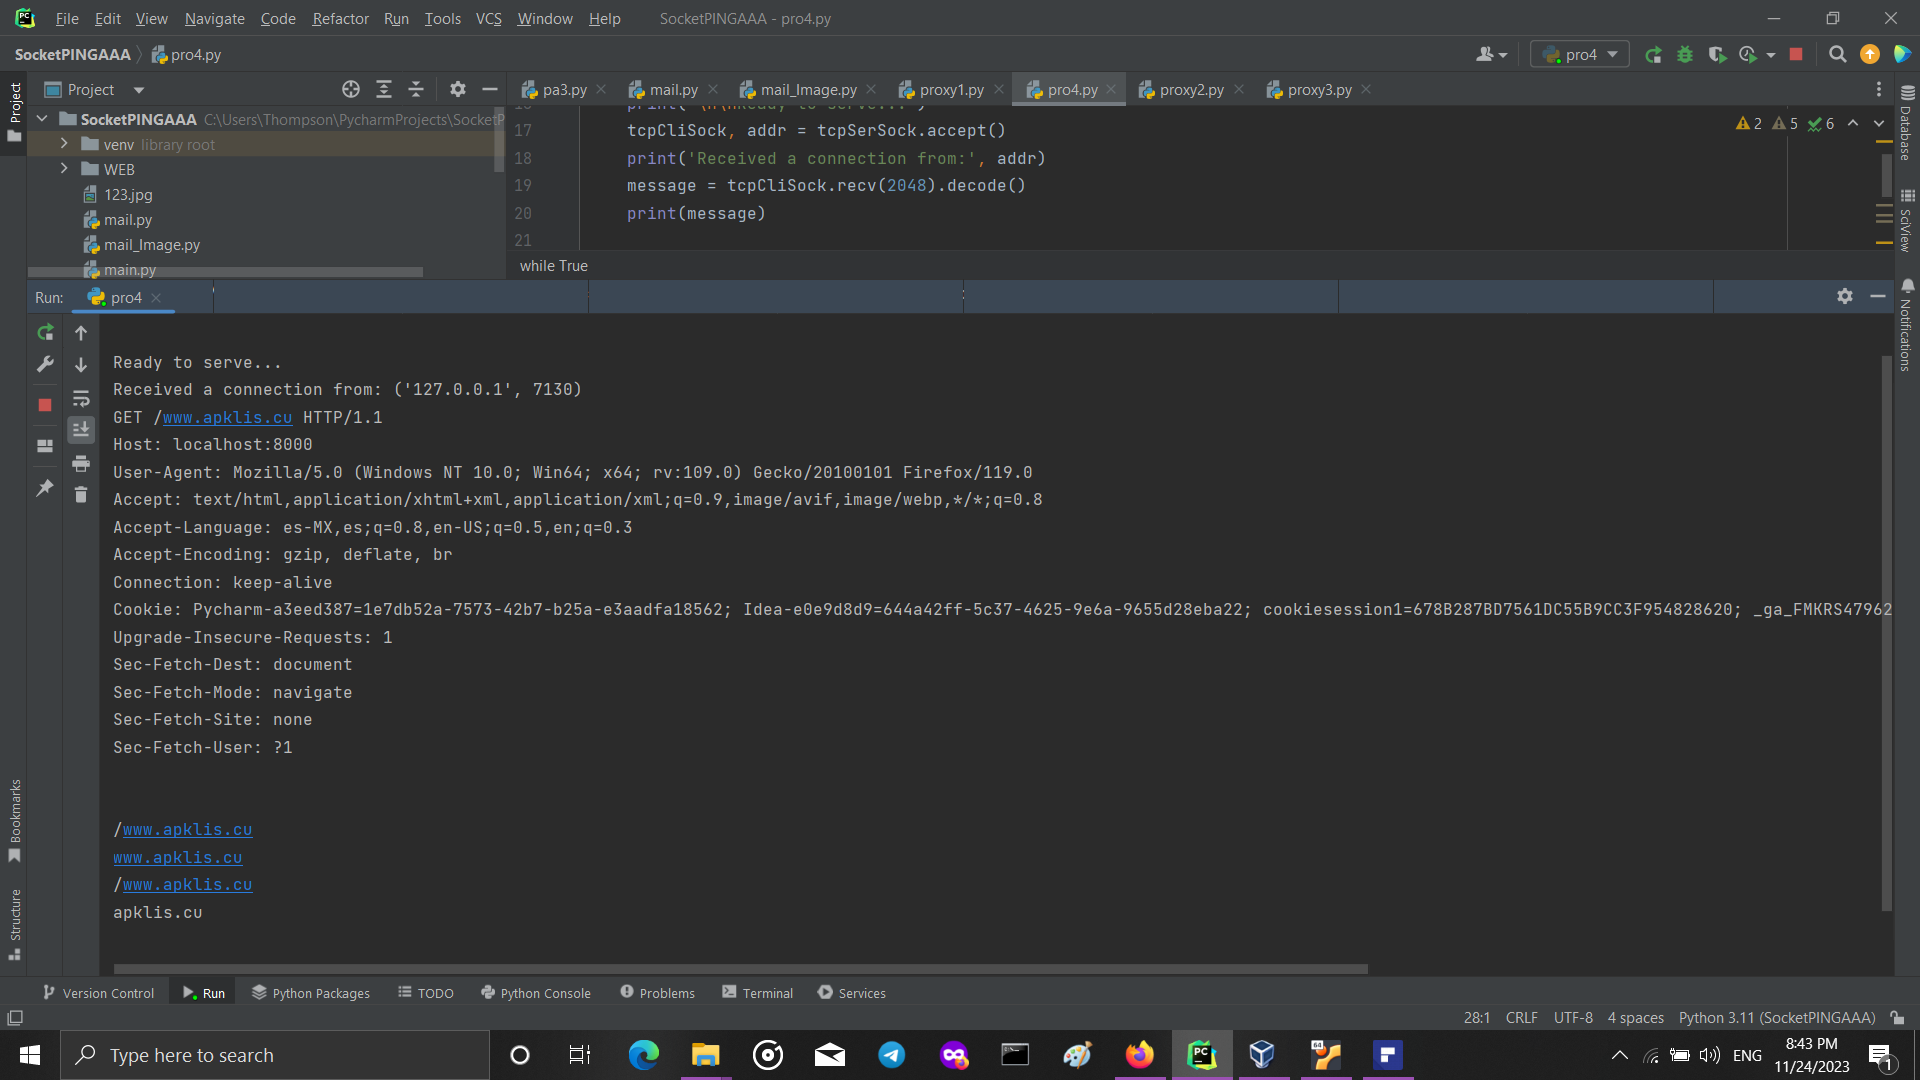 File Edit View Navigate Code Refactor Run Tools VCS Window Help SocketPINGAAA - pro4.py
SocketPINGAAA pro4.py pro4
Project pa3.py mail.py mail_Image.py proxy1.py pro4.py proxy2.py proxy3.py
Project
SocketPINGAAA C:\Users\Thompson\PycharmProjects\SocketP
venv library root
WEB
123.jpg
mail.py
mail_Image.py
main.py
17 tcpCliSock, addr = tcpSerSock.accept()
18 print('Received a connection from:', addr)
19 message = tcpCliSock.recv(2048).decode()
20 print(message)
21
2 5 6
while True
Database
SciView
Notifications
Run: pro4
Ready to serve...
Received a connection from: ('127.0.0.1', 7130)
GET /www.apklis.cu HTTP/1.1
Host: localhost:8000
User-Agent: Mozilla/5.0 (Windows NT 10.0; Win64; x64; rv:109.0) Gecko/20100101 Firefox/119.0
Accept: text/html,application/xhtml+xml,application/xml;q=0.9,image/avif,image/webp,*/*;q=0.8
Accept-Language: es-MX,es;q=0.8,en-US;q=0.5,en;q=0.3
Accept-Encoding: gzip, deflate, br
Connection: keep-alive
Cookie: Pycharm-a3eed387=1e7db52a-7573-42b7-b25a-e3aadfa18562; Idea-e0e9d8d9=644a42ff-5c37-4625-9e6a-9655d28eba22; cookiesession1=678B287BD7561DC55B9CC3F954828620; _ga_FMKRS47962
Upgrade-Insecure-Requests: 1
Sec-Fetch-Dest: document
Sec-Fetch-Mode: navigate
Sec-Fetch-Site: none
Sec-Fetch-User: ?1
/www.apklis.cu
www.apklis.cu
/www.apklis.cu
apklis.cu
Bookmarks
Structure
Version Control Run Python Packages TODO Python Console Problems Terminal Services
28:1 CRLF UTF-8 4 spaces Python 3.11 (SocketPINGAAA)
Type here to search ENG 8:43 PM
11/24/2023 1